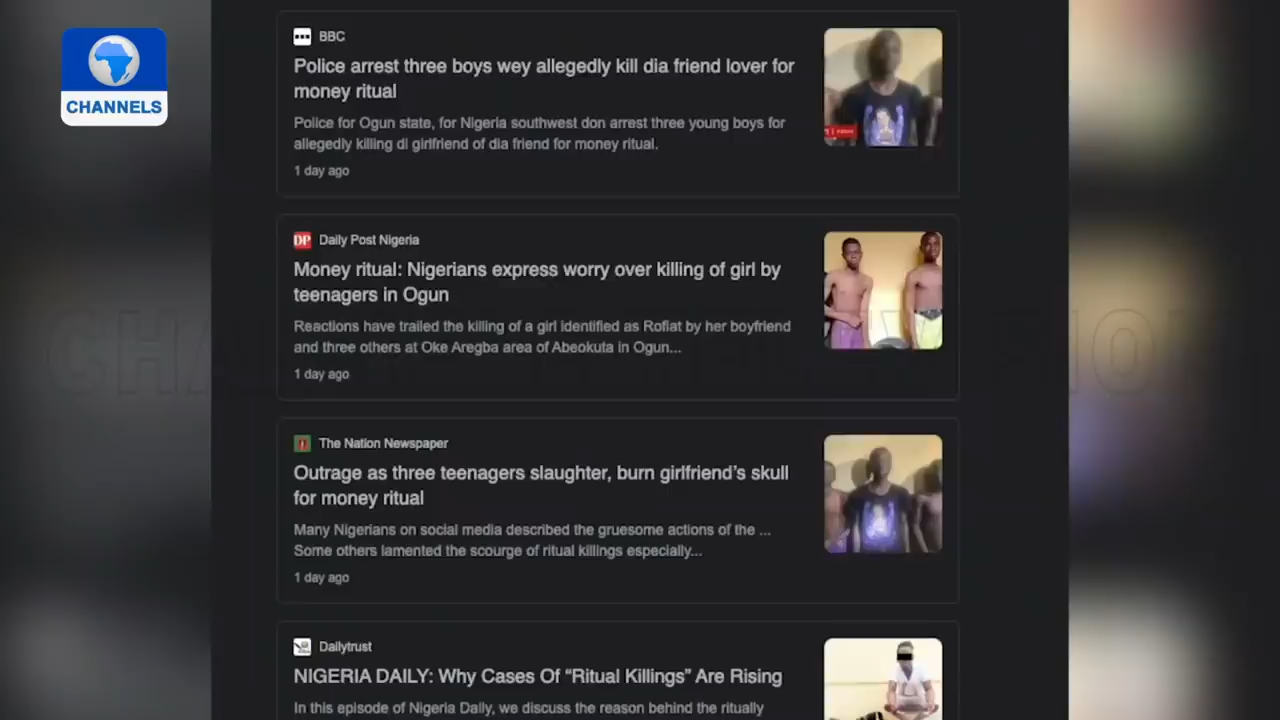 CHANNELS
BBC
Police arrest three boys wey allegedly kill dia friend lover for
money ritual
Police for Ogun state, for Nigeria southwest don arrest three young boys for
allegedly killing di girlfriend of dia friend for money ritual.
1 day ago
DP
Daily Post Nigeria
Money ritual: Nigerians express worry over killing of girl by
teenagers in Ogun
Reactions have trailed the killing of a girl identified as Rofiat by her boyfriend
and three others at Oke Aregba area of Abeokuta in Ogun...
1 day ago
The Nation Newspaper
Outrage as three teenagers slaughter, burn girlfriend's skull
for money ritual
Many Nigerians on social media described the gruesome actions of the ...
Some others lamented the scourge of ritual killings especially...
1 day ago
Dailytrust
NIGERIA DAILY: Why Cases Of “Ritual Killings” Are Rising
In this episode of Nigeria Daily, we discuss the reason behind the ritually